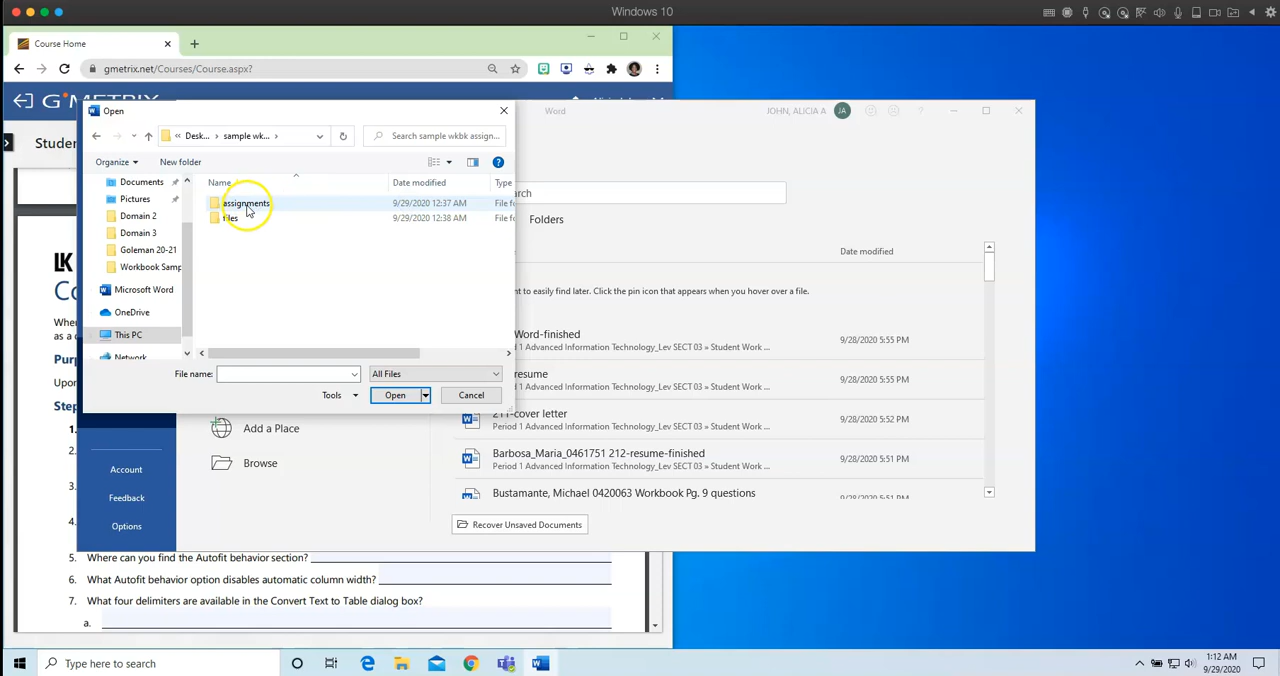 Windows 10
Course Home
gmetrix.net/Courses/Course.aspx?
Open
Word
JOHN, ALICIA A
JA
Desk...
sample wk...
Search sample wkbk assign...
Organize
New folder
Name
Date modified
Type
Documents
Pictures
Domain 2
Domain 3
Goleman 20-21
Workbook Samp
Microsoft Word
OneDrive
This PC
Network
assignments
9/29/2020 12:37 AM
File fo
files
9/29/2020 12:38 AM
File fo
File name:
All Files
Tools
Open
Cancel
Folders
Date modified
nt to easily find later. Click the pin icon that appears when you hover over a file.
Word-finished
Period 1 Advanced Information Technology_Lev SECT 03 » Student Work ...
9/28/2020 5:55 PM
resume
Period 1 Advanced Information Technology_Lev SECT 03 » Student Work ...
9/28/2020 5:55 PM
211-cover letter
Period 1 Advanced Information Technology_Lev SECT 03 » Student Work ...
9/28/2020 5:52 PM
Barbosa_Maria_0461751 212-resume-finished
Period 1 Advanced Information Technology_Lev SECT 03 » Student Work ...
9/28/2020 5:51 PM
Bustamante, Michael 0420063 Workbook Pg. 9 questions
9/28/2020 5:51 PM
Add a Place
Browse
Recover Unsaved Documents
Account
Feedback
Options
5. Where can you find the Autofit behavior section?
6. What Autofit behavior option disables automatic column width?
7. What four delimiters are available in the Convert Text to Table dialog box?
a.
Type here to search
1:12 AM
9/29/2020